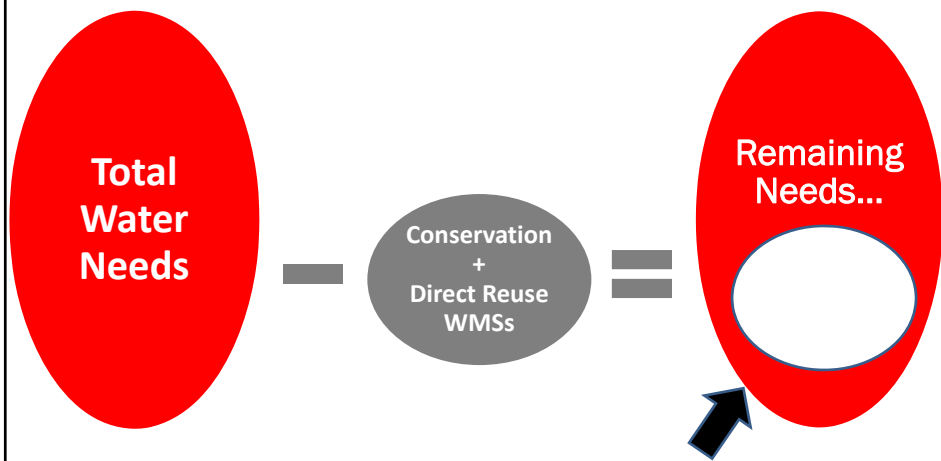 Total
Water
Needs
Conservation
+
Direct Reuse
WMSs
Remaining
Needs...